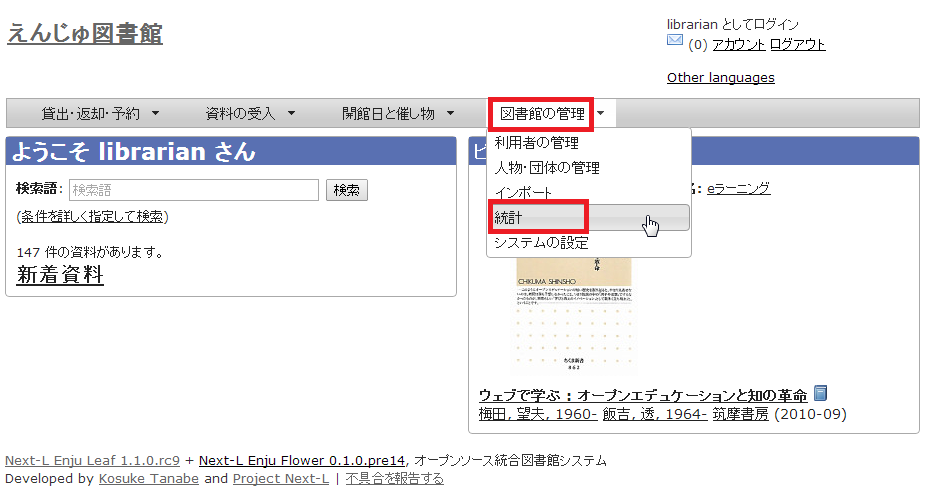 えんじゅ図書館
librarian としてログイン
(0) アカウント ログアウト
Other languages
貸出・返却・予約 ▼ 資料の受入 ▼ 開館日と催し物 ▼ 図書館の管理 ▼
ようこそ librarian さん
検索語: 検索語 検索
(条件を詳しく指定して検索)
147 件の資料があります。
新着資料
利用者の管理
人物・団体の管理
インポート
統計
システムの設定
名: eラーニング
革命
CHIKUMA SHINSHO
ちくま新書
ウェブで学ぶ : オープンエデュケーションと知の革命
梅田, 望夫, 1960- 飯吉, 透, 1964- 筑摩書房 (2010-09)
Next-L Enju Leaf 1.1.0.rc9 + Next-L Enju Flower 0.1.0.pre14, オープンソース統合図書館システム
Developed by Kosuke Tanabe and Project Next-L | 不具合を報告する